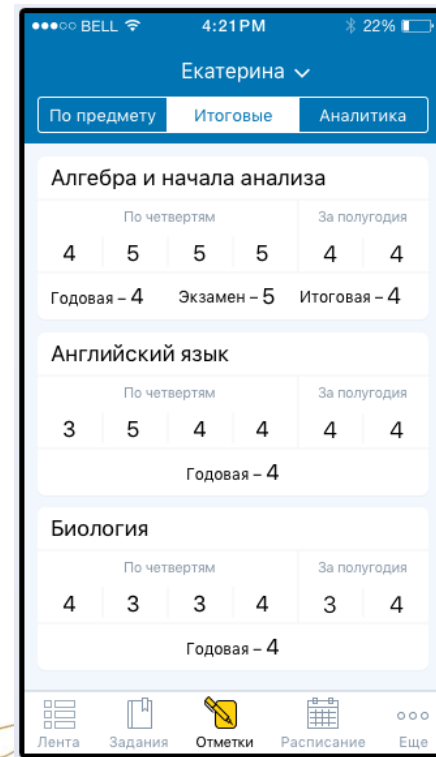 BELL 4:21PM 22%
Екатерина
По предмету Итоговые Аналитика
Алгебра и начала анализа
По четвертям За полугодия
4 5 5 5 4 4
Годовая – 4 Экзамен – 5 Итоговая – 4
Английский язык
По четвертям За полугодия
3 5 4 4 4 4
Годовая – 4
Биология
По четвертям За полугодия
4 3 3 4 3 4
Годовая – 4
Лента Задания Отметки Расписание Еще